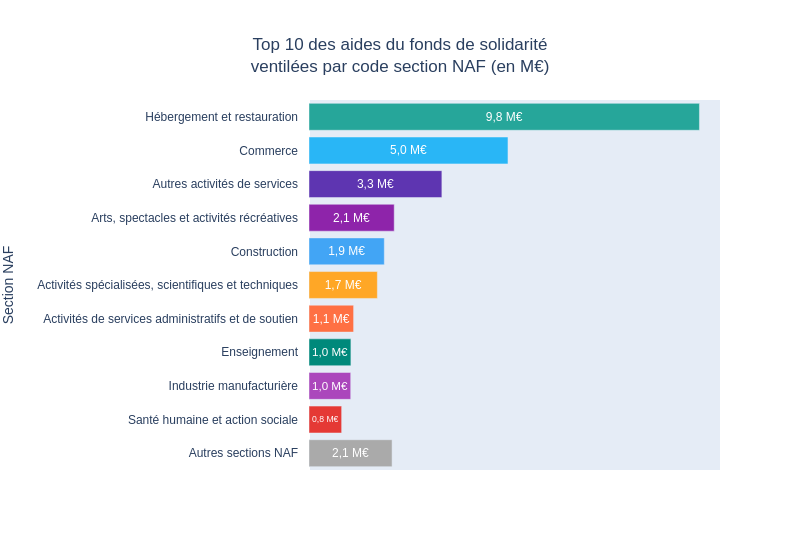 Top 10 des aides du fonds de solidarité
ventilées par code section NAF (en M€)
Section NAF
Hébergement et restauration 9,8 M€
Commerce 5,0 M€
Autres activités de services 3,3 M€
Arts, spectacles et activités récréatives 2,1 M€
Construction 1,9 M€
Activités spécialisées, scientifiques et techniques 1,7 M€
Activités de services administratifs et de soutien 1,1 M€
Enseignement 1,0 M€
Industrie manufacturière 1,0 M€
Santé humaine et action sociale 0,8 M€
Autres sections NAF 2,1 M€